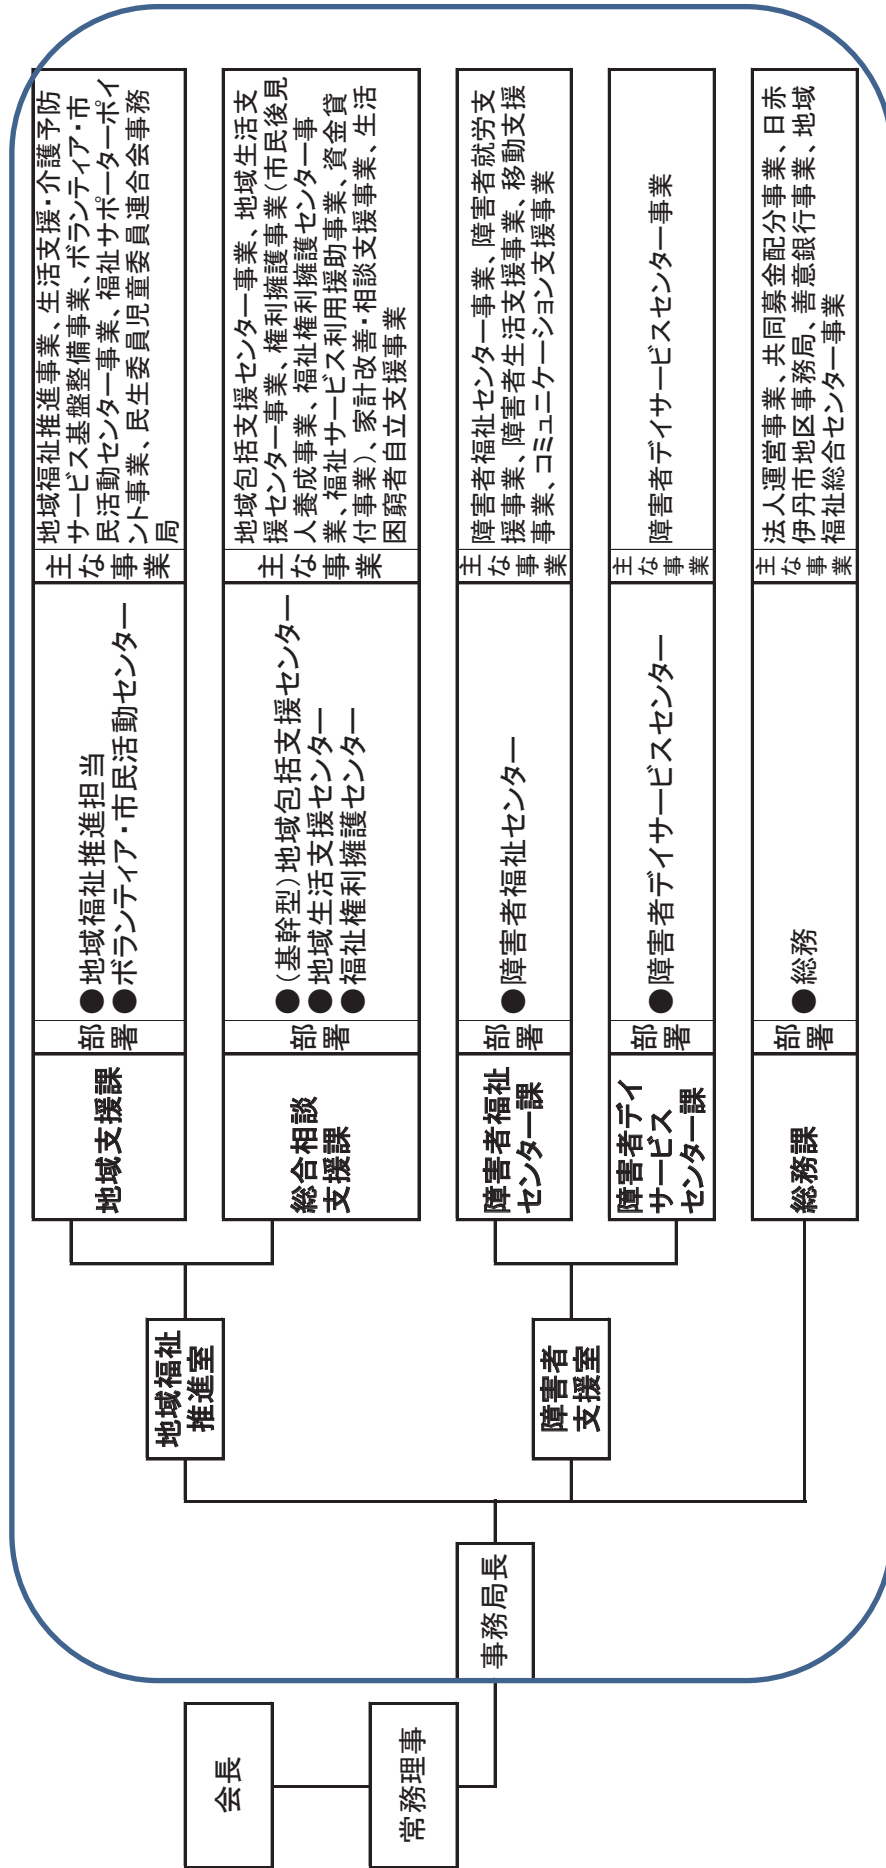 会長
常務理事
事務局長
地域福祉
推進室
障害者
支援室
地域支援課
部署
●地域福祉推進担当
●ボランティア・市民活動センター
主な事業
地域福祉推進事業、生活支援・介護予防
サービス基盤整備事業、ボランティア・市
民活動センター事業、福祉サポーターポイ
ント事業、民生委員児童委員連合会事務
局
総合相談
支援課
部署
●(基幹型)地域包括支援センター
●地域生活支援センター
●福祉権利擁護センター
主な事業
地域包括支援センター事業、地域生活支
援センター事業、権利擁護事業(市民後見
人養成事業、福祉権利擁護センター事
業、福祉サービス利用援助事業、資金貸
付事業)、家計改善・相談支援事業、生活
困窮者自立支援事業
障害者福祉
センター課
部署
●障害者福祉センター
主な事業
障害者福祉センター事業、障害者就労支
援事業、障害者生活支援事業、移動支援
事業、コミュニケーション支援事業
障害者デイ
サービス
センター課
部署
●障害者デイサービスセンター
主な事業
障害者デイサービスセンター事業
総務課
部署
●総務
主な事業
法人運営事業、共同募金配分事業、日赤
伊丹市地区事務局、善意銀行事業、地域
福祉総合センター事業